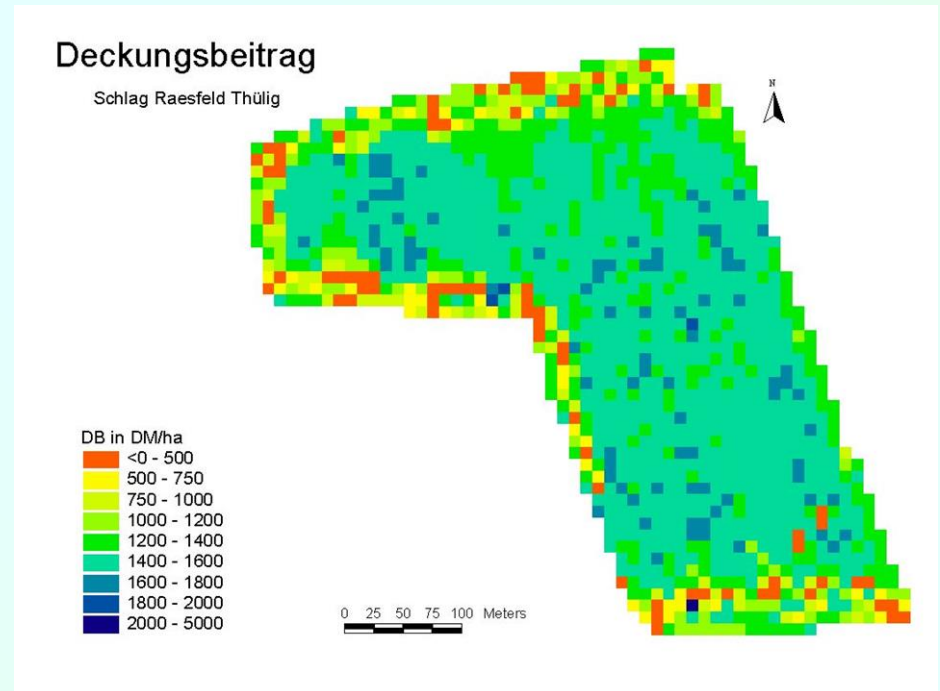 Deckungsbeitrag
Schlag Raesfeld Thülig
N
DB in DM/ha
<0 - 500
500 - 750
750 - 1000
1000 - 1200
1200 - 1400
1400 - 1600
1600 - 1800
1800 - 2000
2000 - 5000
0 25 50 75 100 Meters